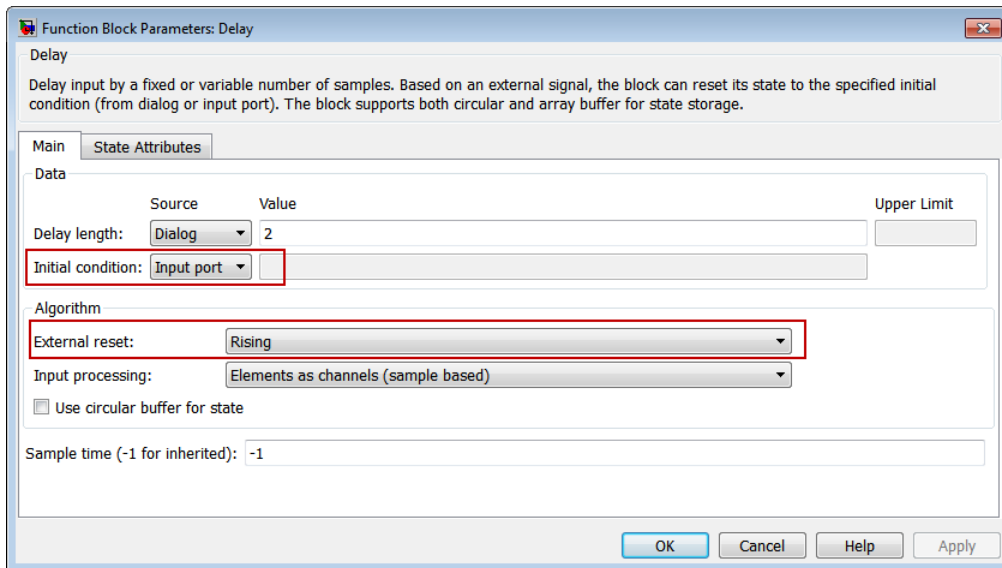 Function Block Parameters: Delay
Delay
Delay input by a fixed or variable number of samples. Based on an external signal, the block can reset its state to the specified initial
condition (from dialog or input port). The block supports both circular and array buffer for state storage.
Main State Attributes
Data
Source Value Upper Limit
Delay length: Dialog 2
Initial condition: Input port
Algorithm
External reset: Rising
Input processing: Elements as channels (sample based)
Use circular buffer for state
Sample time (-1 for inherited): -1
OK Cancel Help Apply